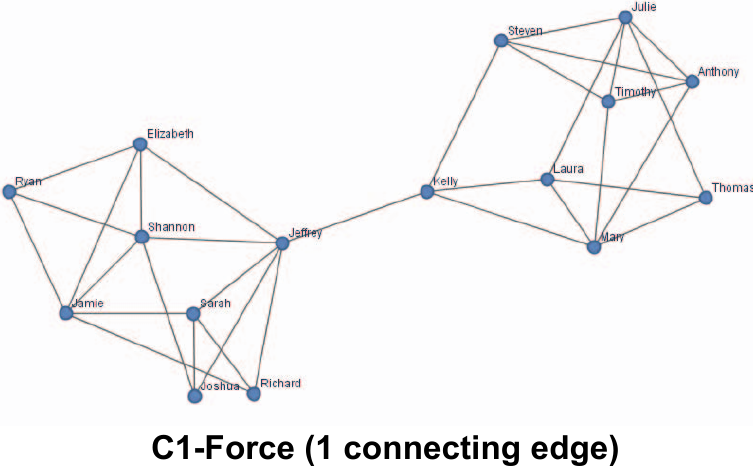 Julie
Steven
Anthony
Timothy
Elizabeth
Laura
Ryan
Kelly
Thomas
Shannon
Jeffrey
Mary
Jamie
Sarah
Joshua
Richard
C1-Force (1 connecting edge)